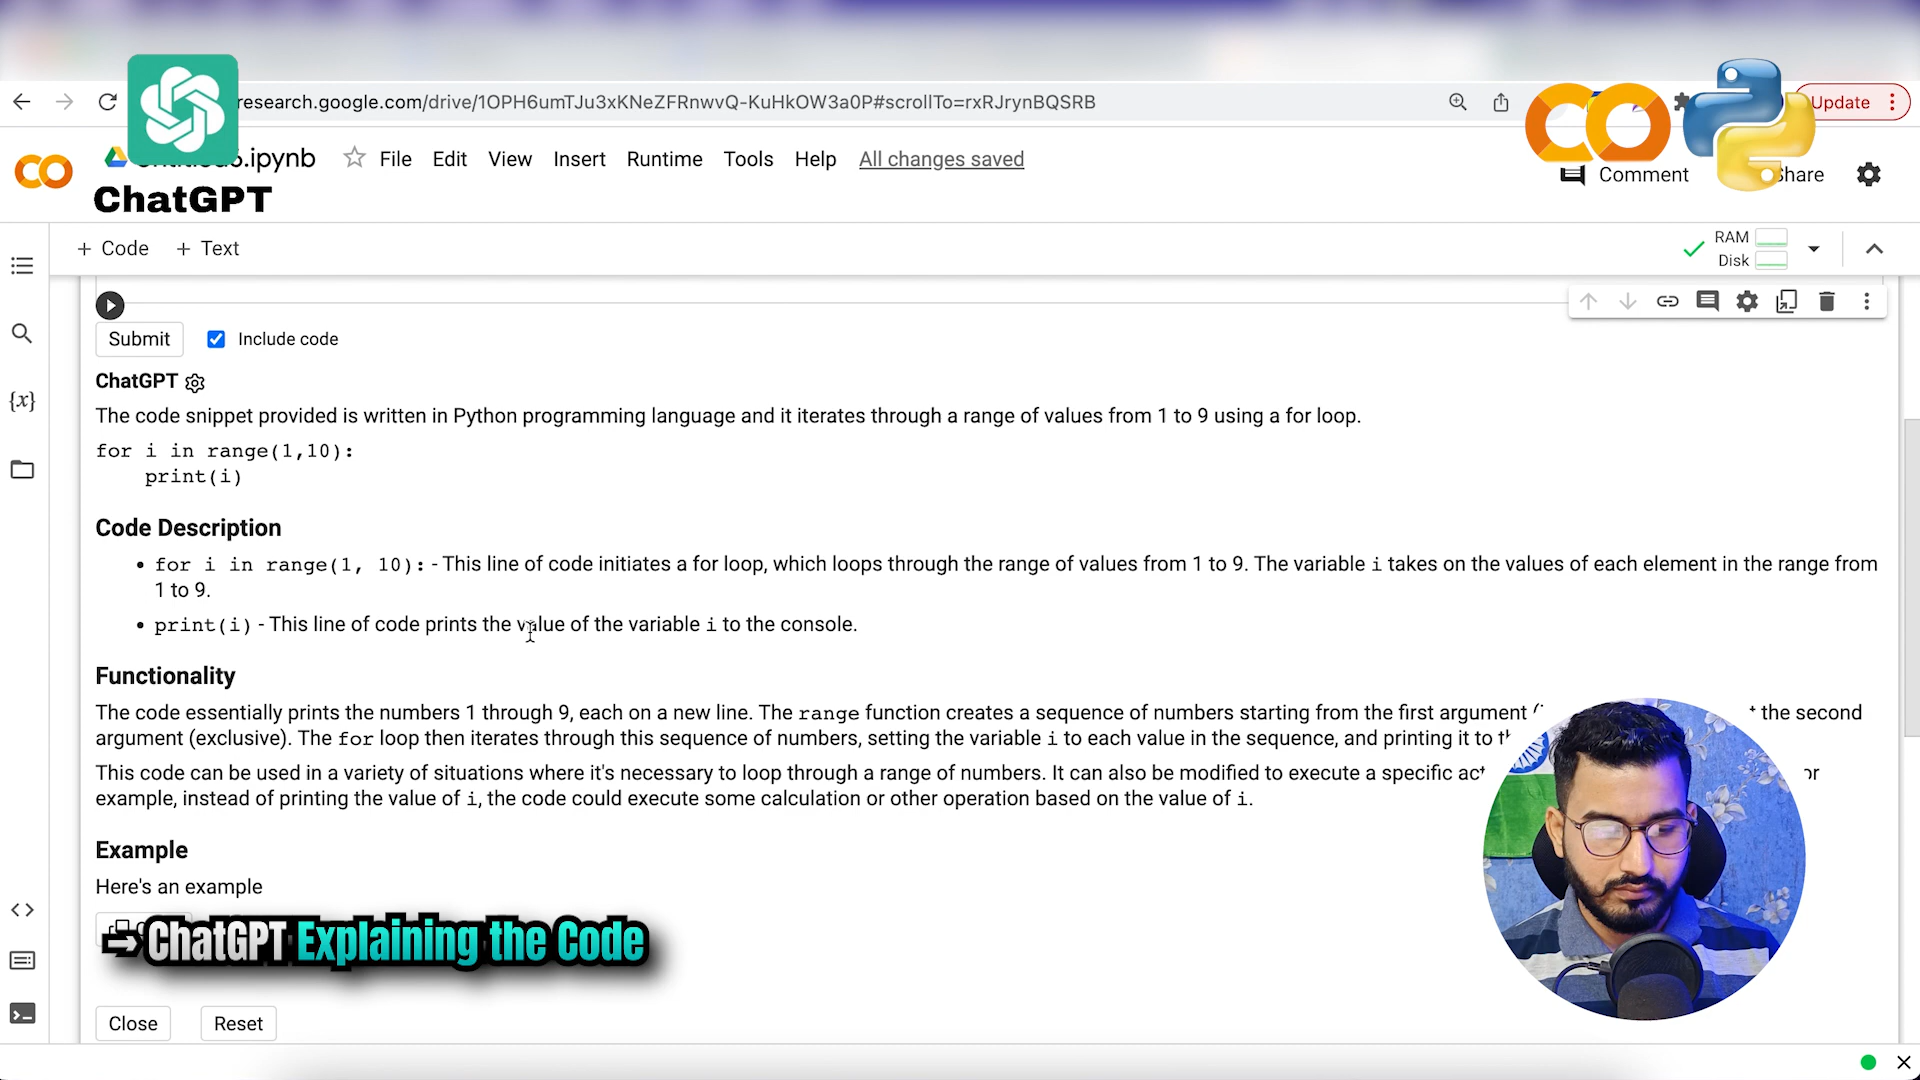 research.google.com/drive/1OPH6umTJu3xKNeZFRnwvQ-KuHkOW3a0P#scrollTo=rxRJrynBQSRB
Update
.ipynb
File Edit View Insert Runtime Tools Help All changes saved
Comment Share
ChatGPT
+ Code + Text
RAM
Disk
{x}
Submit Include code
ChatGPT
The code snippet provided is written in Python programming language and it iterates through a range of values from 1 to 9 using a for loop.
for i in range(1,10):
print(i)
Code Description
• for i in range(1, 10): - This line of code initiates a for loop, which loops through the range of values from 1 to 9. The variable i takes on the values of each element in the range from
1 to 9.
• print(i) - This line of code prints the value of the variable i to the console.
Functionality
The code essentially prints the numbers 1 through 9, each on a new line. The range function creates a sequence of numbers starting from the first argument ( the second
argument (exclusive). The for loop then iterates through this sequence of numbers, setting the variable i to each value in the sequence, and printing it to
This code can be used in a variety of situations where it's necessary to loop through a range of numbers. It can also be modified to execute a specific
example, instead of printing the value of i, the code could execute some calculation or other operation based on the value of i.
Example
Here's an example
➔ ChatGPT Explaining the Code
Close Reset